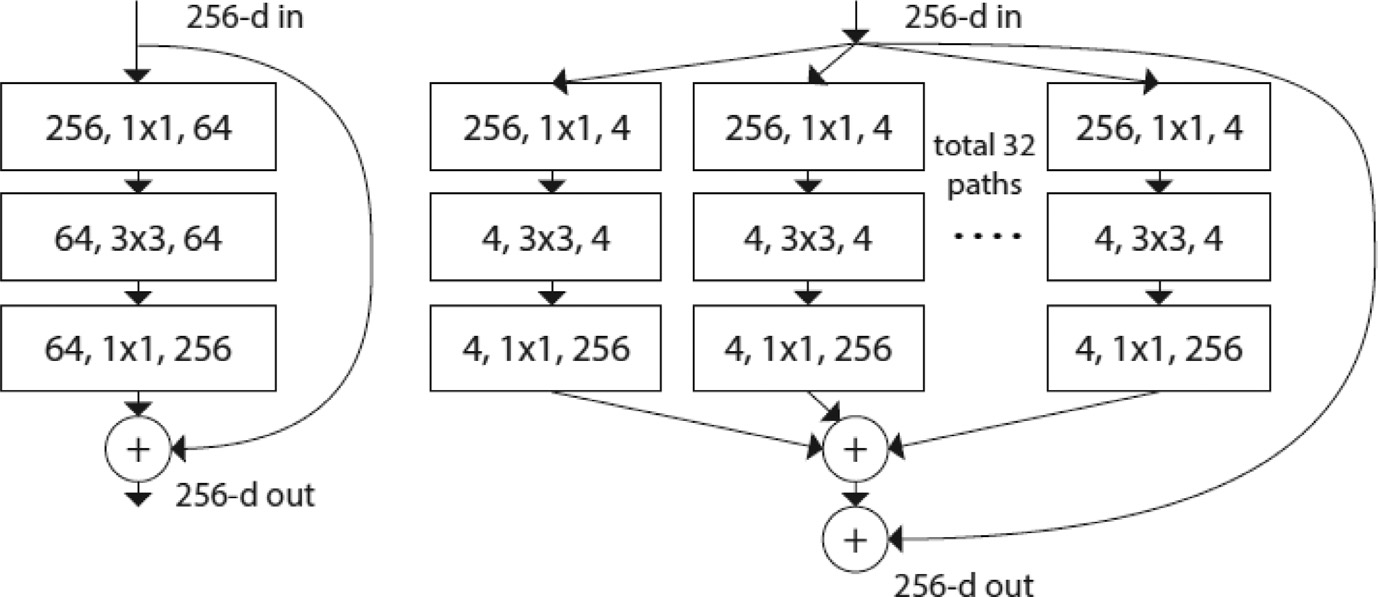 256-d in
256, 1x1, 64
64, 3x3, 64
64, 1x1, 256
+
256-d out
256-d in
256, 1x1, 4
256, 1x1, 4
total 32
paths
256, 1x1, 4
4, 3x3, 4
4, 3x3, 4
....
4, 3x3, 4
4, 1x1, 256
4, 1x1, 256
4, 1x1, 256
+
+
256-d out